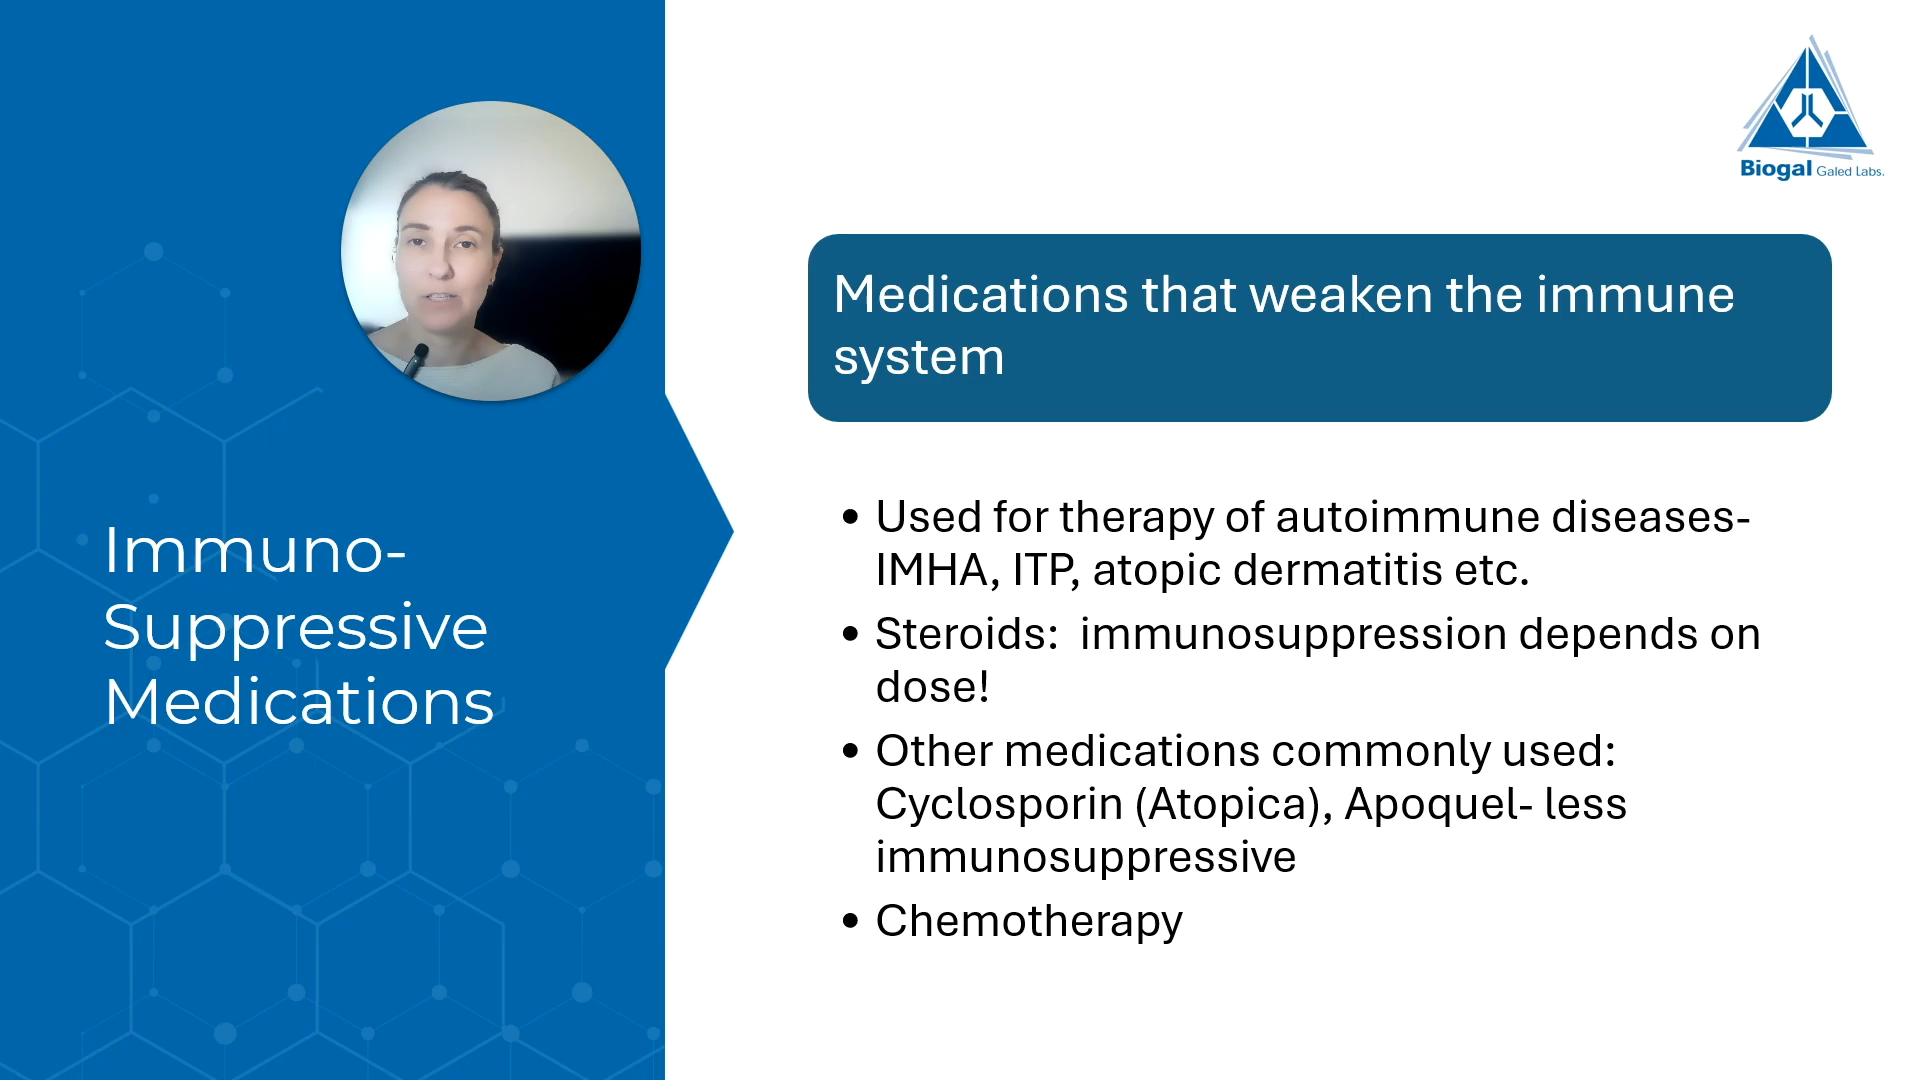 Biogal Galed Labs.
Immuno-
Suppressive
Medications
Medications that weaken the immune
system
• Used for therapy of autoimmune diseases-
IMHA, ITP, atopic dermatitis etc.
• Steroids:  immunosuppression depends on
dose!
• Other medications commonly used:
Cyclosporin (Atopica), Apoquel- less
immunosuppressive
• Chemotherapy